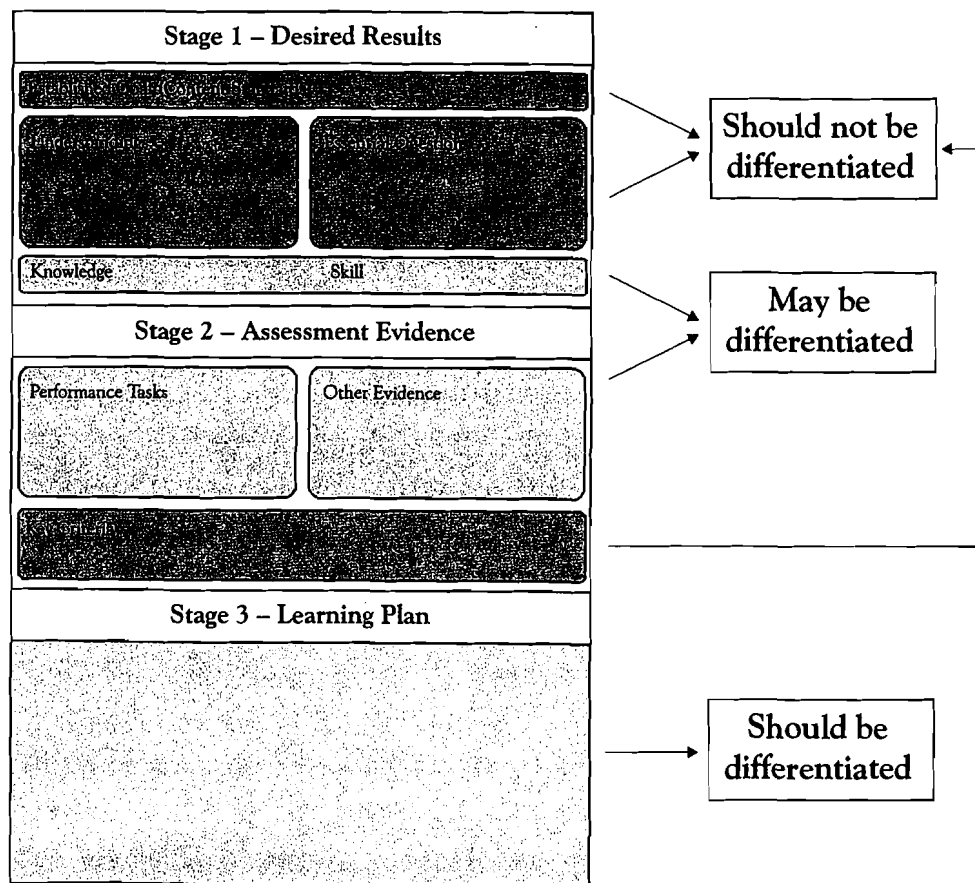 Stage 1 – Desired Results
Should not be
differentiated
Knowledge
Skill
May be
differentiated
Stage 2 – Assessment Evidence
Performance Tasks
Other Evidence
Stage 3 – Learning Plan
Should be
differentiated